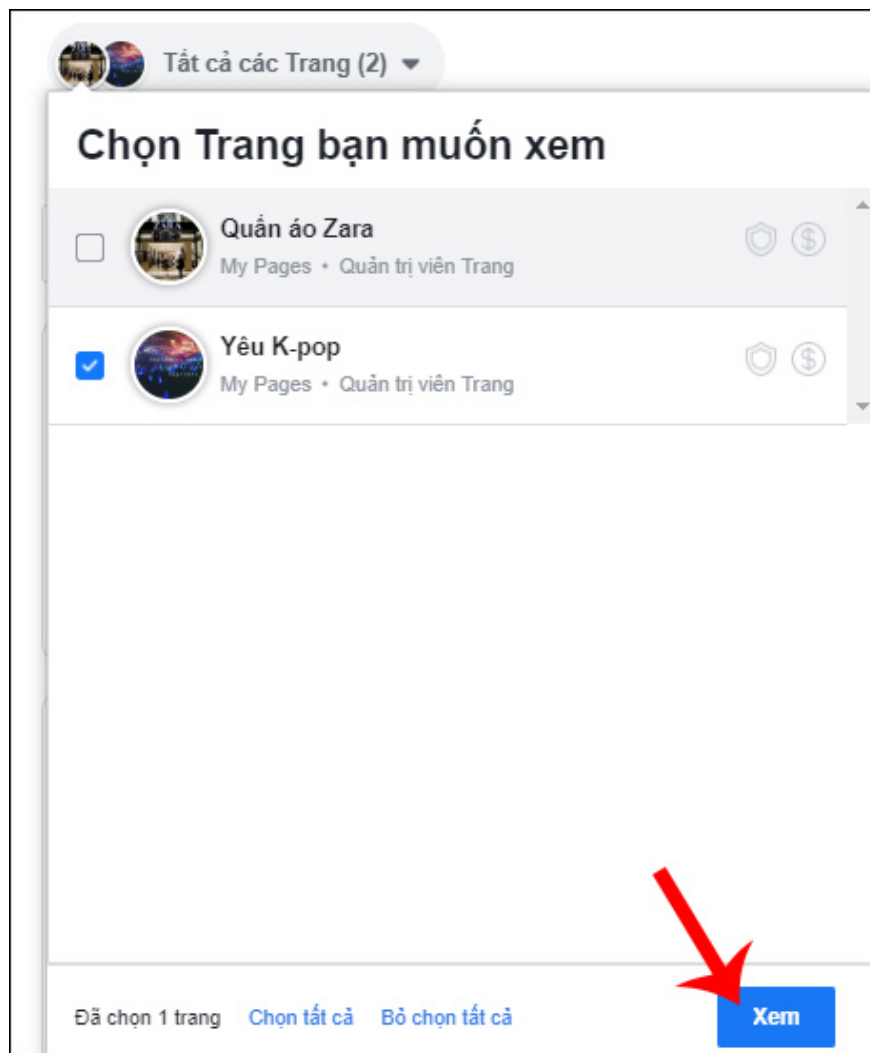 Tất cả các Trang (2)
Chọn Trang bạn muốn xem
Quần áo Zara
My Pages • Quản trị viên Trang
Yêu K-pop
My Pages • Quản trị viên Trang
Đã chọn 1 trang Chọn tất cả Bỏ chọn tất cả Xem